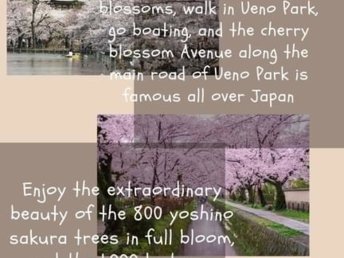 blossoms, walk in Ueno Park,
go boating, and the cherry
blossom Avenue along the
main road of Ueno Park is
famous all over Japan
Enjoy the extraordinary
beauty of the 800 yoshino
sakura trees in full bloom,